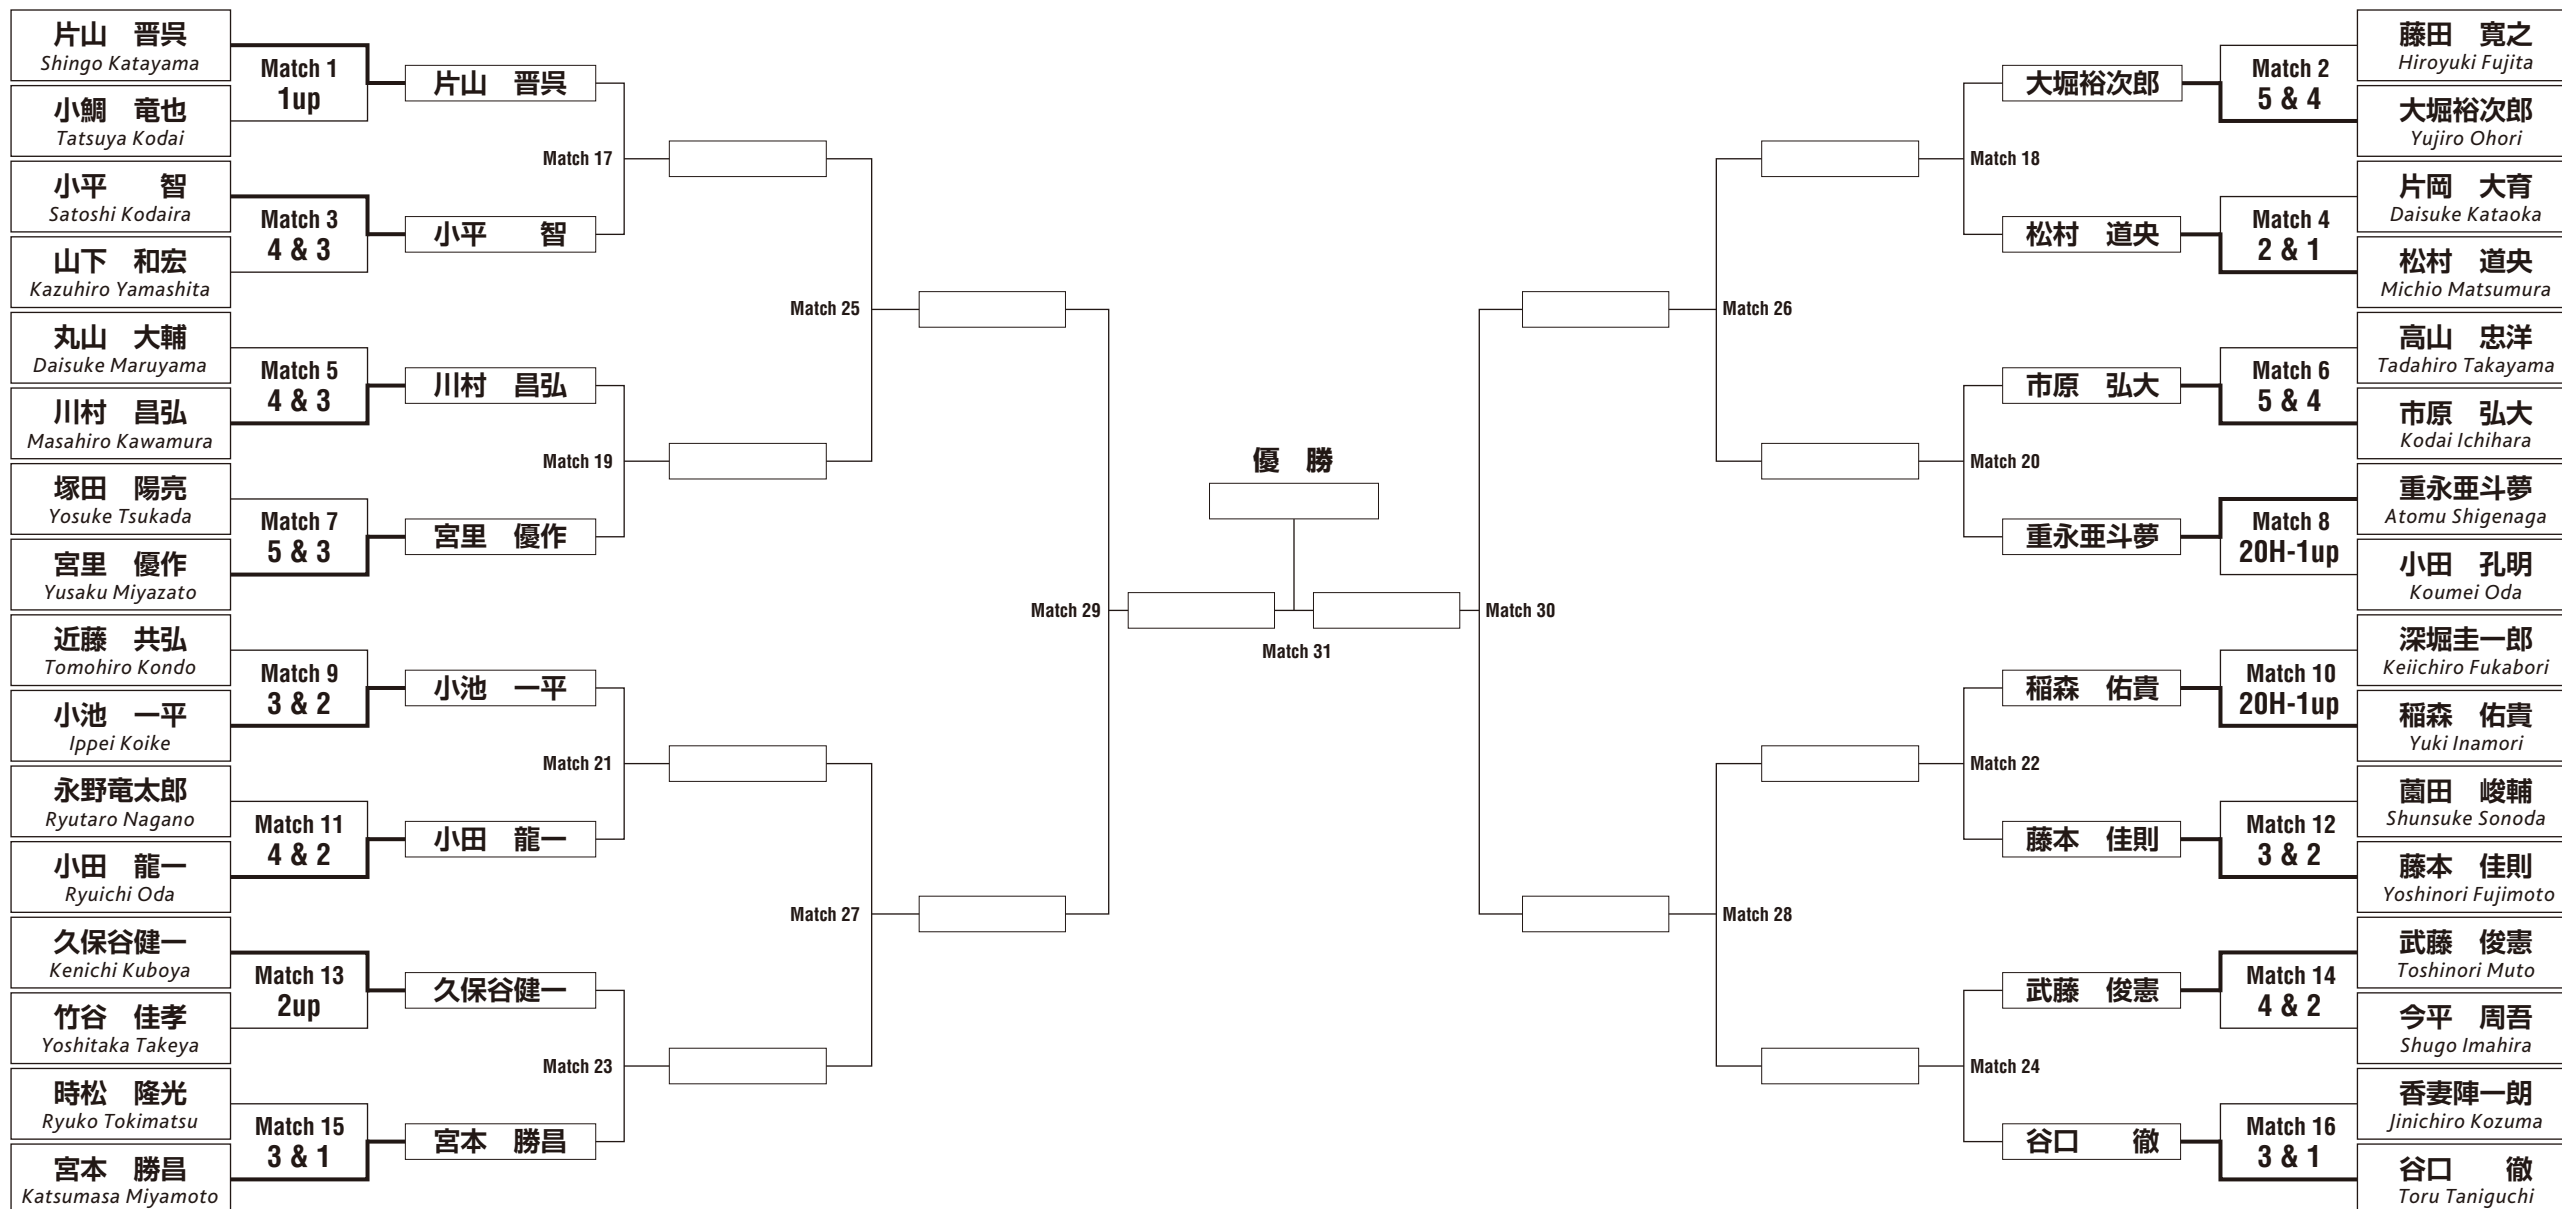 片山　晋呉
Shingo Katayama
小鯛　竜也
Tatsuya Kodai
小平　　智
Satoshi Kodaira
山下　和宏
Kazuhiro Yamashita
丸山　大輔
Daisuke Maruyama
川村　昌弘
Masahiro Kawamura
塚田　陽亮
Yosuke Tsukada
宮里　優作
Yusaku Miyazato
近藤　共弘
Tomohiro Kondo
小池　一平
Ippei Koike
永野竜太郎
Ryutaro Nagano
小田　龍一
Ryuichi Oda
久保谷健一
Kenichi Kuboya
竹谷　佳孝
Yoshitaka Takeya
時松　隆光
Ryuko Tokimatsu
宮本　勝昌
Katsumasa Miyamoto
Match 1
1up
Match 3
4 & 3
Match 5
4 & 3
Match 7
5 & 3
Match 9
3 & 2
Match 11
4 & 2
Match 13
2up
Match 15
3 & 1
片山　晋呉
小平　　智
川村　昌弘
宮里　優作
小池　一平
小田　龍一
久保谷健一
宮本　勝昌
Match 17
Match 19
Match 21
Match 23
Match 25
Match 27
Match 29
優　勝
Match 31
Match 30
Match 26
Match 28
Match 18
Match 20
Match 22
Match 24
大堀裕次郎
松村　道央
市原　弘大
重永亜斗夢
稲森　佑貴
藤本　佳則
武藤　俊憲
谷口　　徹
Match 2
5 & 4
Match 4
2 & 1
Match 6
5 & 4
Match 8
20H-1up
Match 10
20H-1up
Match 12
3 & 2
Match 14
4 & 2
Match 16
3 & 1
藤田　寛之
Hiroyuki Fujita
大堀裕次郎
Yujiro Ohori
片岡　大育
Daisuke Kataoka
松村　道央
Michio Matsumura
高山　忠洋
Tadahiro Takayama
市原　弘大
Kodai Ichihara
重永亜斗夢
Atomu Shigenaga
小田　孔明
Koumei Oda
深堀圭一郎
Keiichiro Fukabori
稲森　佑貴
Yuki Inamori
薗田　峻輔
Shunsuke Sonoda
藤本　佳則
Yoshinori Fujimoto
武藤　俊憲
Toshinori Muto
今平　周吾
Shugo Imahira
香妻陣一朗
Jinichiro Kozuma
谷口　　徹
Toru Taniguchi